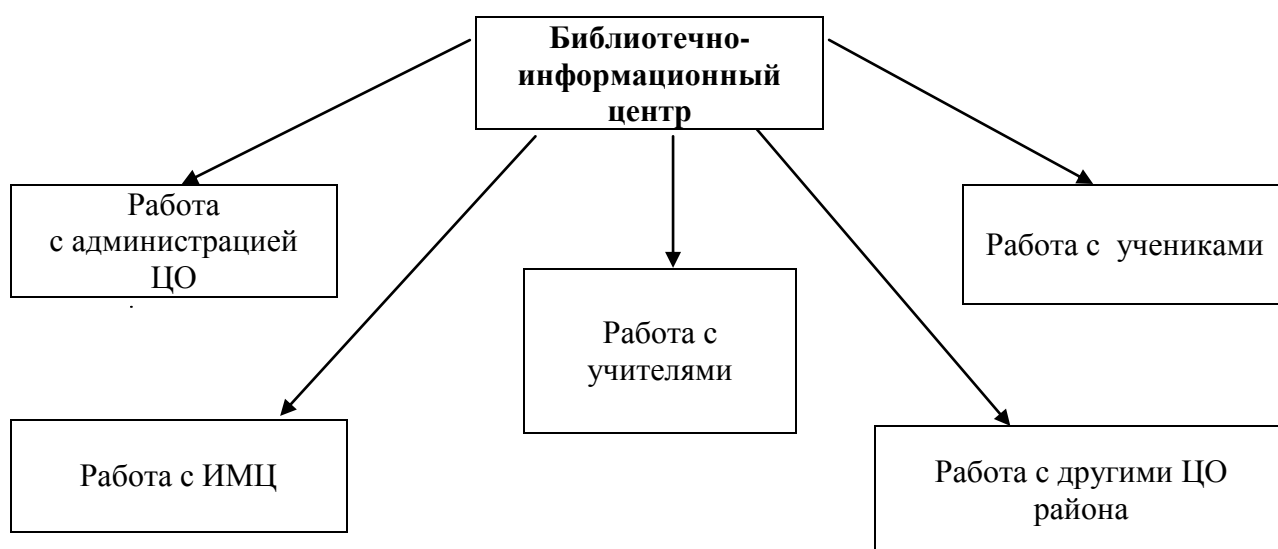 Библиотечно-
информационный
центр
Работа
с администрацией
ЦО
Работа с учениками
Работа с
учителями
Работа с ИМЦ
Работа с другими ЦО
района